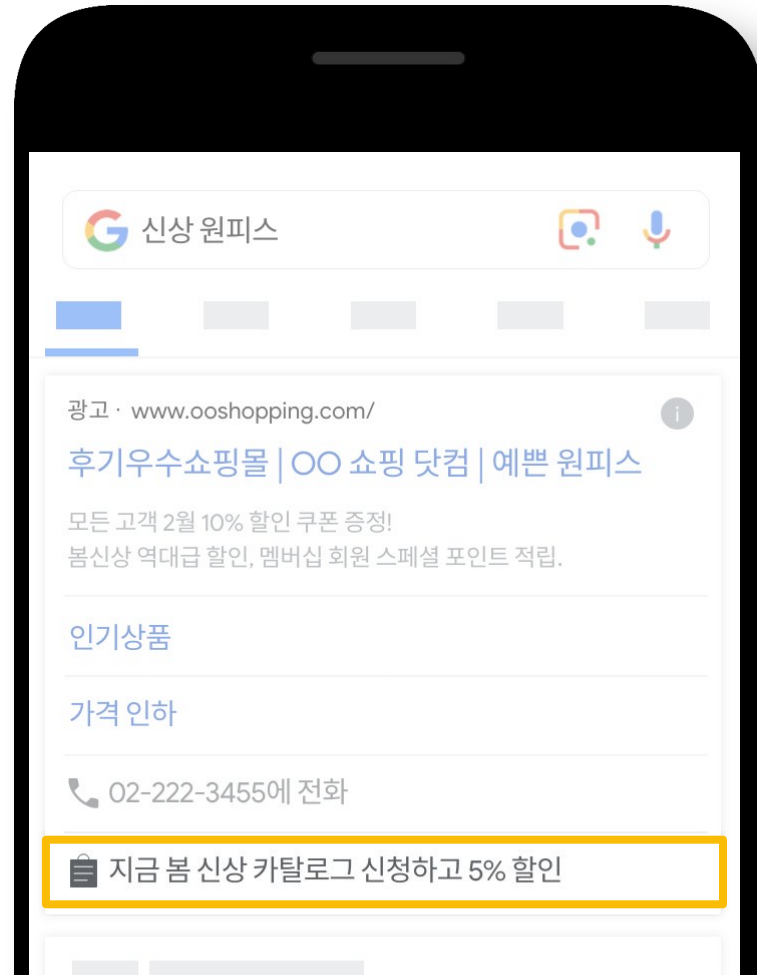 신상 원피스
광고 · www.ooshopping.com/
후기우수쇼핑몰 | OO 쇼핑 닷컴 | 예쁜 원피스
모든 고객 2월 10% 할인 쿠폰 증정!
봄신상 역대급 할인, 멤버십 회원 스페셜 포인트 적립.
인기상품
가격 인하
02-222-3455에 전화
지금 봄 신상 카탈로그 신청하고 5% 할인